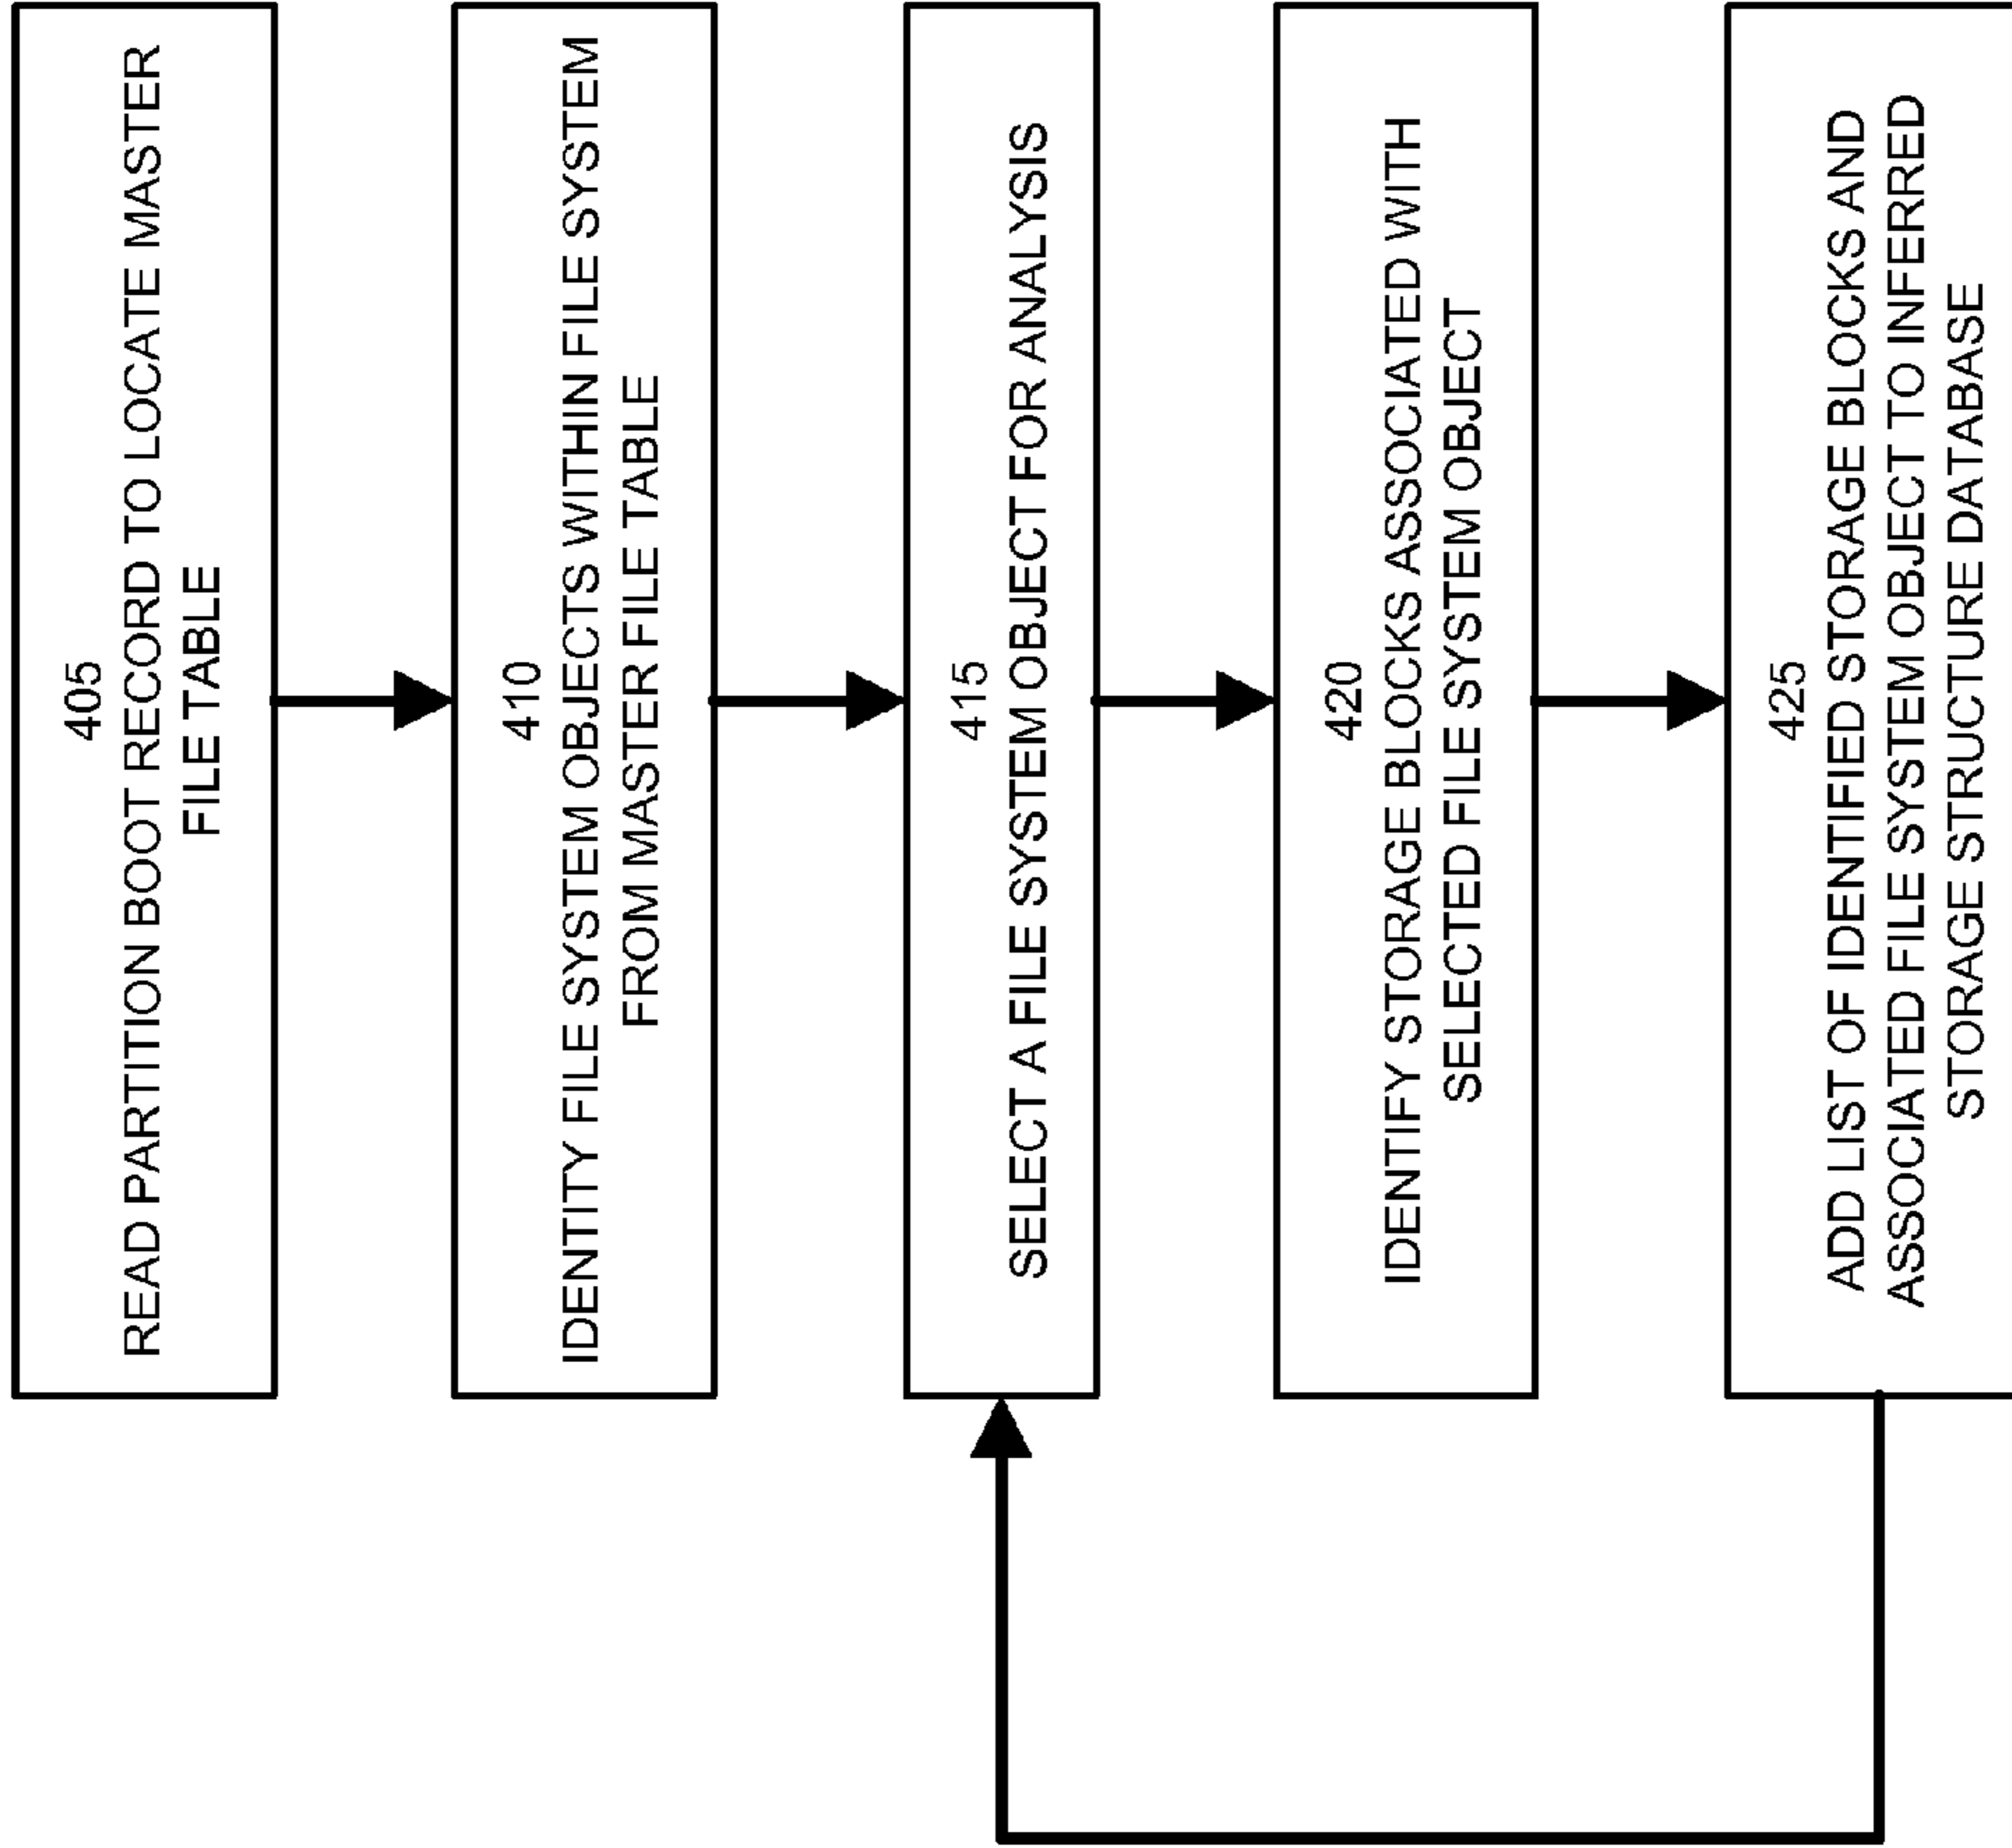 405
READ PARTITION BOOT RECORD TO LOCATE MASTER
FILE TABLE
410
IDENTITY FILE SYSTEM OBJECTS WITHIN FILE SYSTEM
FROM MASTER FILE TABLE
415
SELECT A FILE SYSTEM OBJECT FOR ANALYSIS
420
IDENTIFY STORAGE BLOCKS ASSOCIATED WITH
SELECTED FILE SYSTEM OBJECT
425
ADD LIST OF IDENTIFIED STORAGE BLOCKS AND
ASSOCIATED FILE SYSTEM OBJECT TO INFERRED
STORAGE STRUCTURE DATABASE